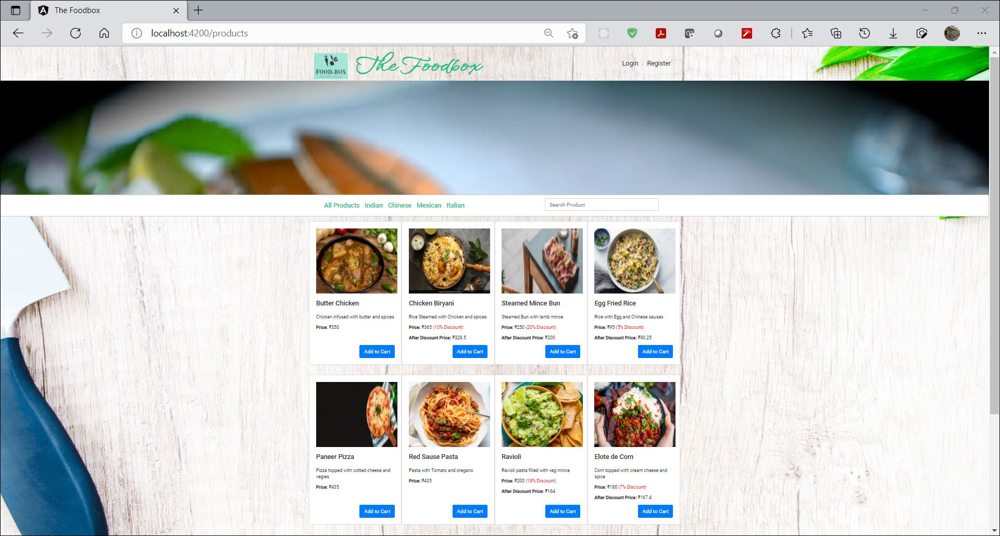 The Foodbox
localhost:4200/products
FOOD-BOX
The Foodbox
Login Register
All Products Indian Chinese Mexican Italian
Search Product
Butter Chicken
Chicken infused with butter and spices
Price: ₹350
Add to Cart
Chicken Biryani
Rice Steamed with Chicken and spices
Price: ₹365 (10% Discount)
After Discount Price: ₹328.5
Add to Cart
Steamed Mince Bun
Steamed Bun with lamb mince
Price: ₹250 (20% Discount)
After Discount Price: ₹200
Add to Cart
Egg Fried Rice
Rice with Egg and Chinese sauses
Price: ₹95 (5% Discount)
After Discount Price: ₹90.25
Add to Cart
Paneer Pizza
Pizza topped with cotted cheese and
vegies
Price: ₹435
Add to Cart
Red Sause Pasta
Pasta with Tomato and oregano
Price: ₹435
Add to Cart
Ravioli
Ravioli pasta filled with veg mince
Price: ₹200 (18% Discount)
After Discount Price: ₹164
Add to Cart
Elote de Corn
Corn topped with cream cheese and
spice
Price: ₹180 (7% Discount)
After Discount Price: ₹167.4
Add to Cart